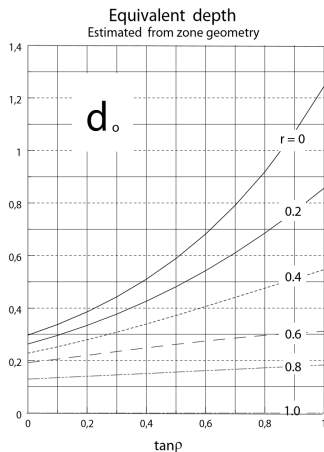 Equivalent depth
Estimated from zone geometry
1,4
1,2
1
0,8
0,6
0,4
0,2
0
d₀
r = 0
0.2
0.4
0.6
0.8
1.0
0 0,2 0,4 0,6 0,8 1
tanρ